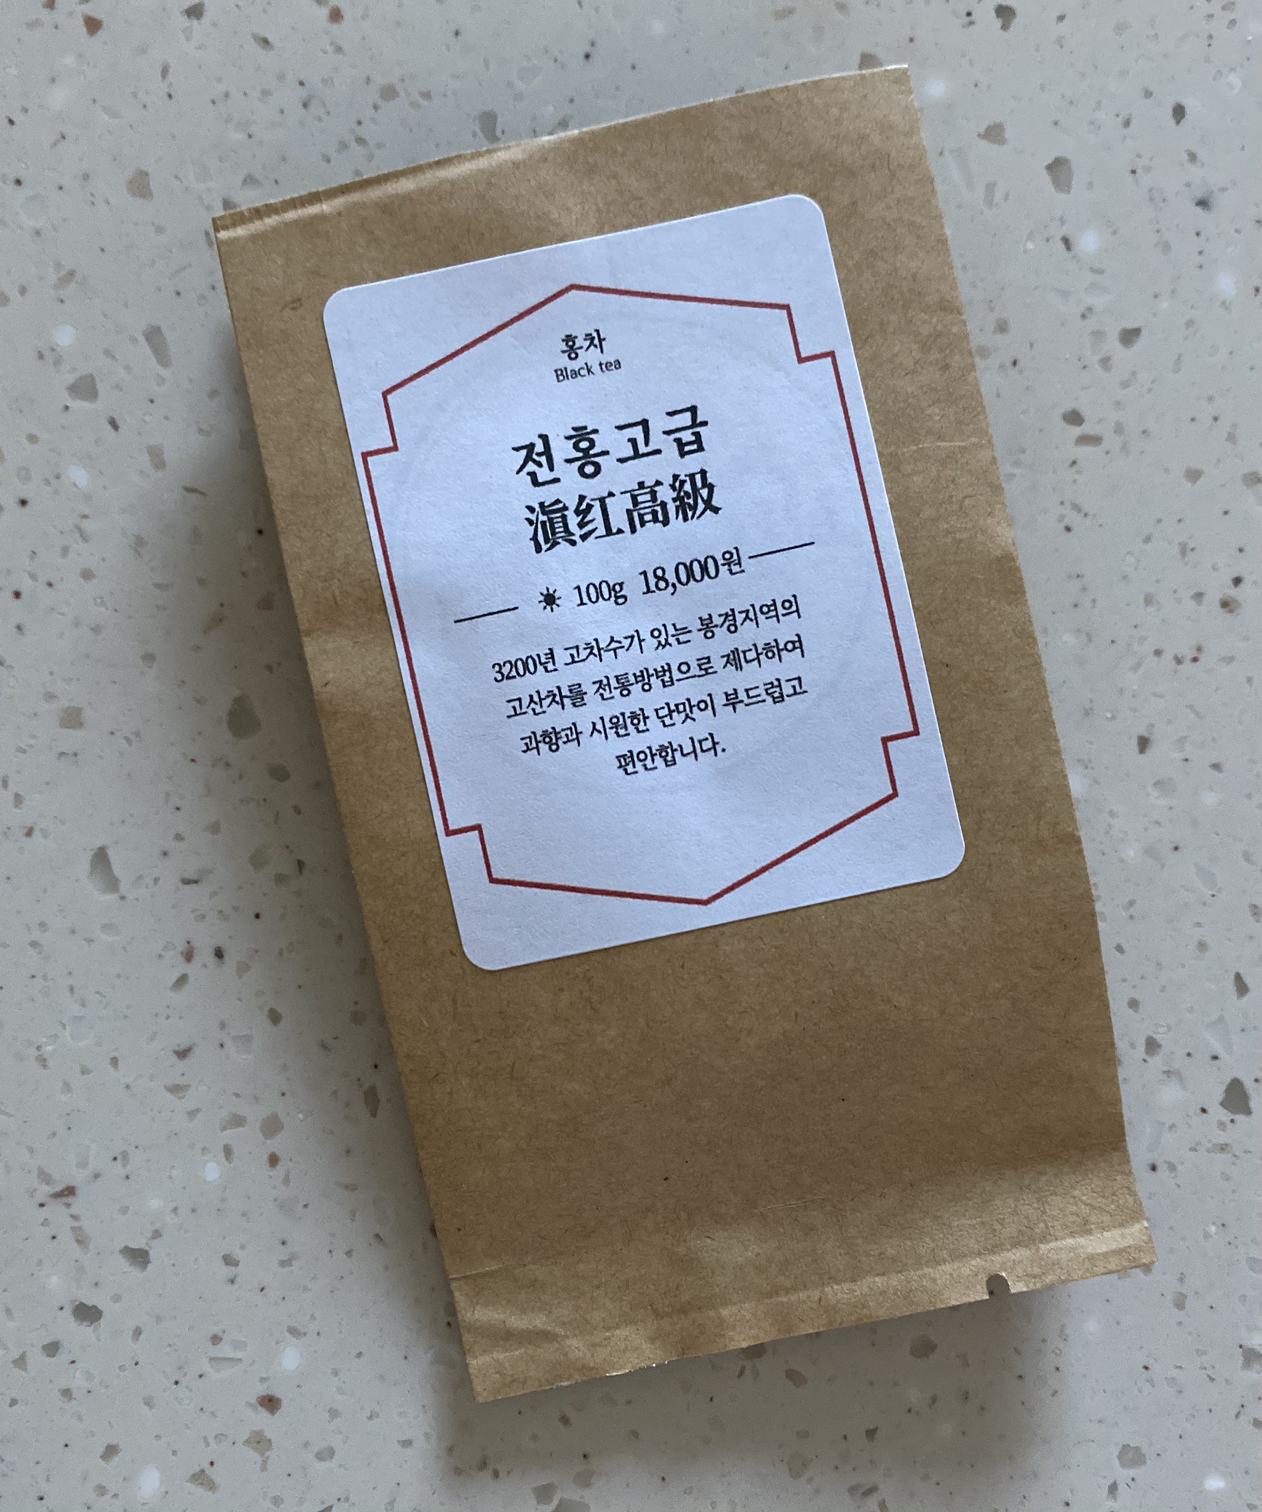 홍차
Black tea
전홍고급
滇红高級
100g 18,000원
3200년 고차수가 있는 봉경지역의
고산차를 전통방법으로 제다하여
과향과 시원한 단맛이 부드럽고
편안합니다.